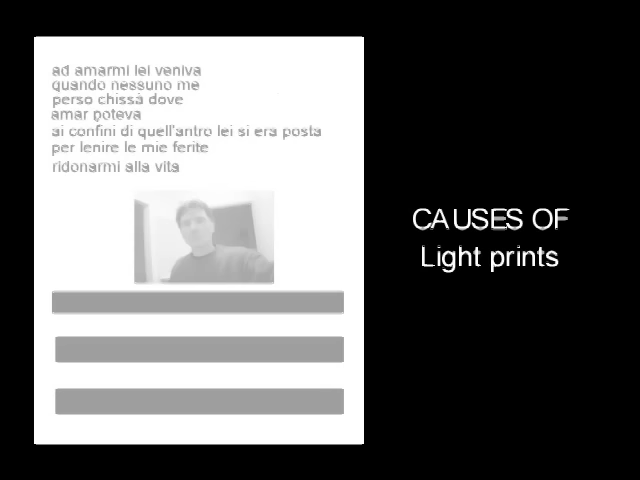 ad amarmi lei veniva
quando nessuno me
perso chissà dove
amar poteva
ai confini di quell'antro lei si era posta
per lenire le mie ferite
ridonarmi alla vita
CAUSES OF
Light prints